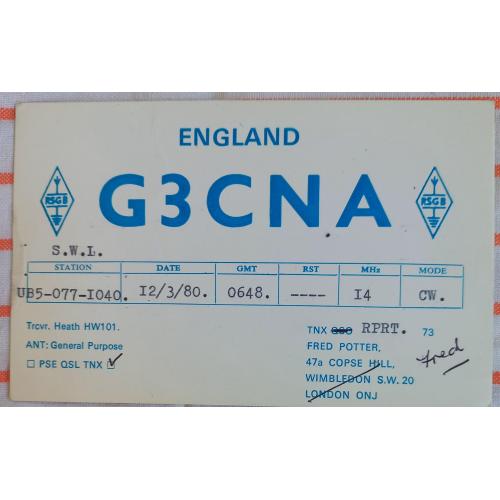 ENGLAND
RSGB G3CNA RSGB
S.W.L.
STATION DATE GMT RST MHz MODE
UB5-077-I040. I2/3/80. 0648. ---- I4 CW.
Trcvr. Heath HW101.
ANT: General Purpose
PSE QSL TNX ✓
TNX QSO RPRT. 73
FRED POTTER,
47a COPSE HILL,
WIMBLEDON S.W. 20
LONDON ONJ
Fred